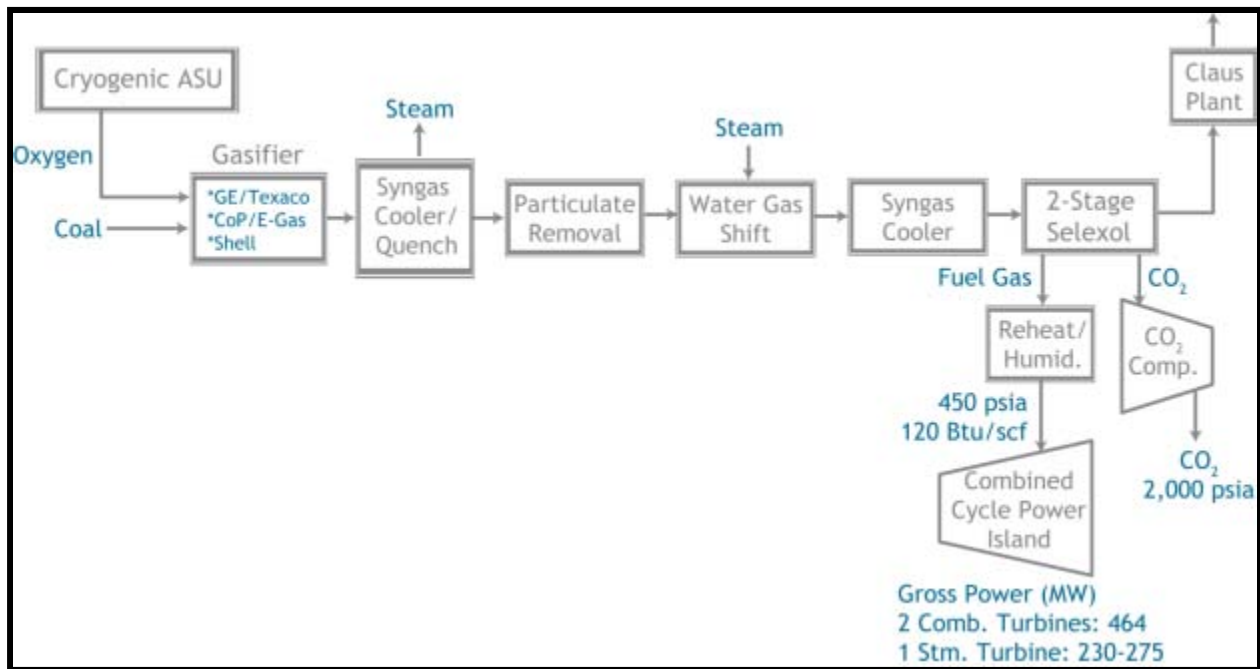 Cryogenic ASU
Oxygen
Coal
Gasifier
*GE/Texaco
*CoP/E-Gas
*Shell
Steam
Syngas
Cooler/
Quench
Particulate
Removal
Steam
Water Gas
Shift
Syngas
Cooler
2-Stage
Selexol
Claus
Plant
Fuel Gas
CO₂
Reheat/
Humid.
CO₂
Comp.
450 psia
120 Btu/scf
CO₂
2,000 psia
Combined
Cycle Power
Island
Gross Power (MW)
2 Comb. Turbines: 464
1 Stm. Turbine: 230-275